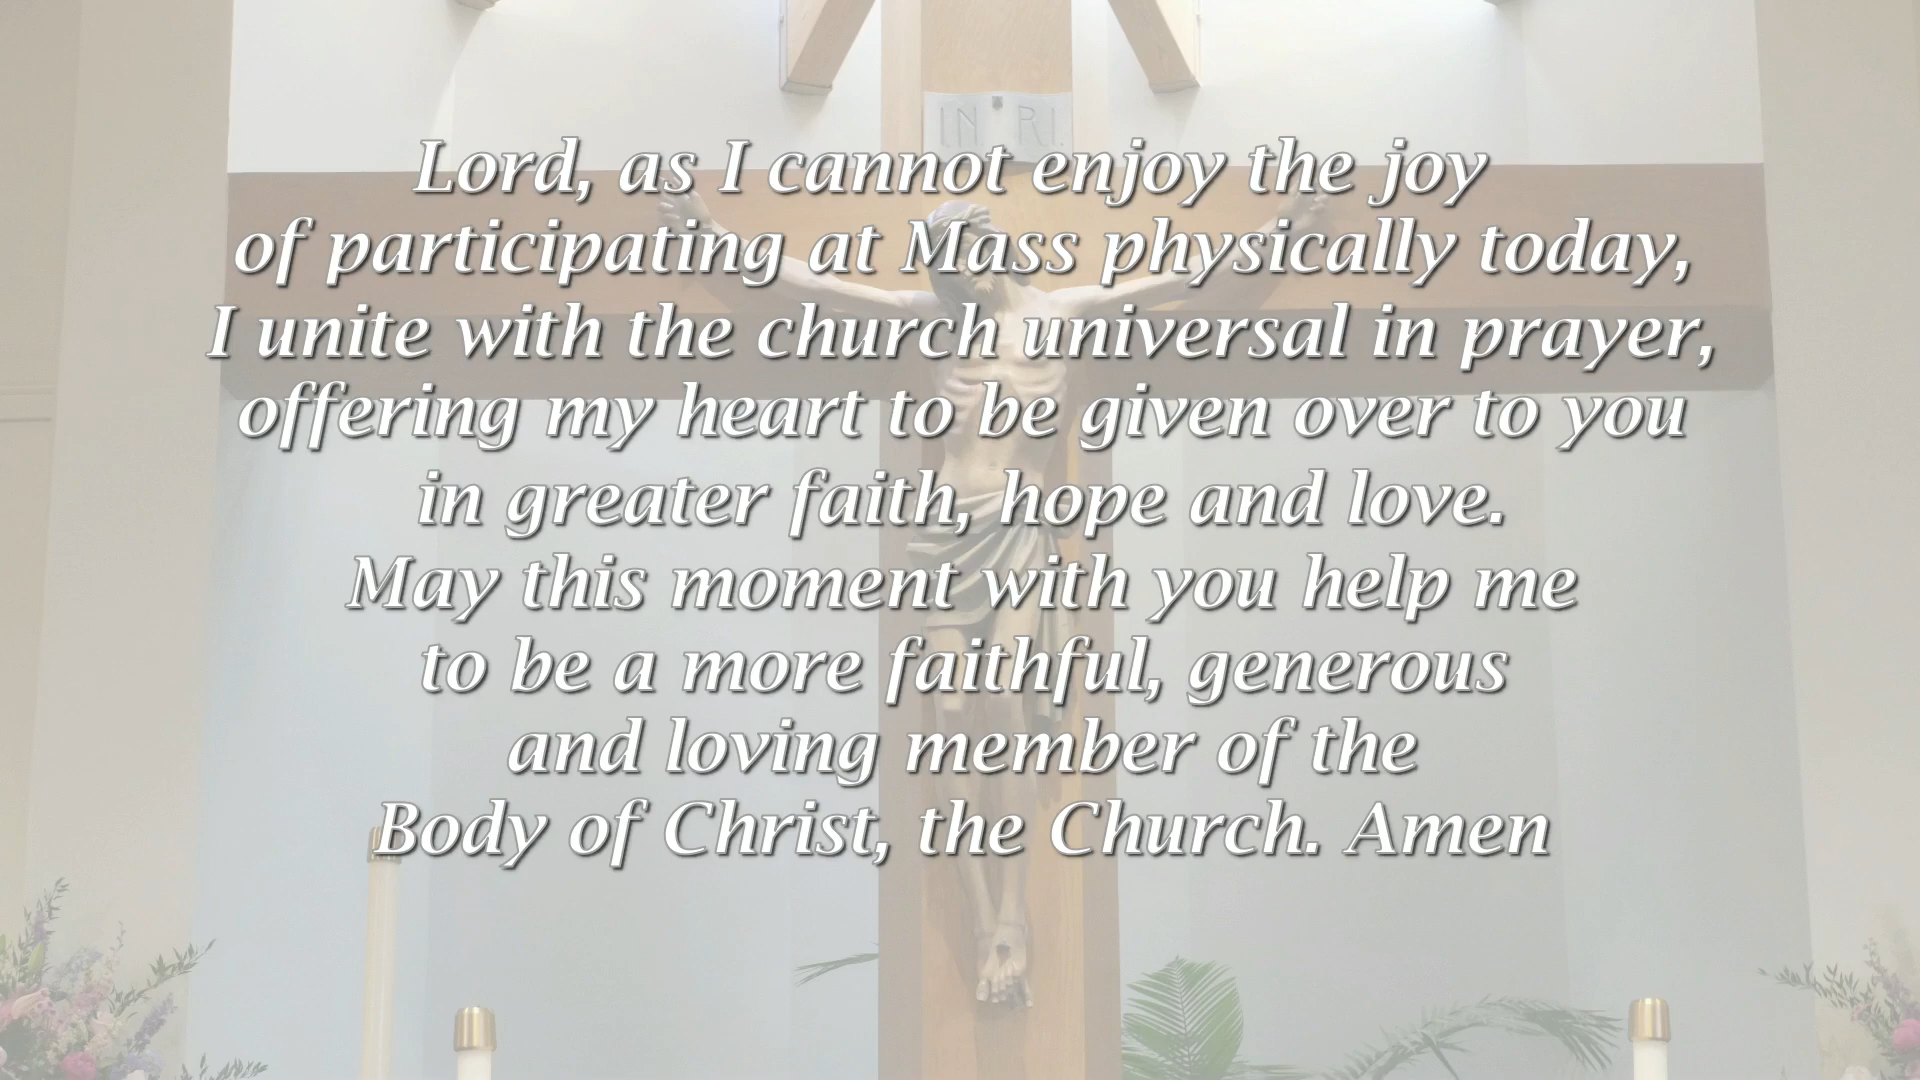 IN RI
Lord, as I cannot enjoy the joy
of participating at Mass physically today,
I unite with the church universal in prayer,
offering my heart to be given over to you
in greater faith, hope and love.
May this moment with you help me
to be a more faithful, generous
and loving member of the
Body of Christ, the Church. Amen